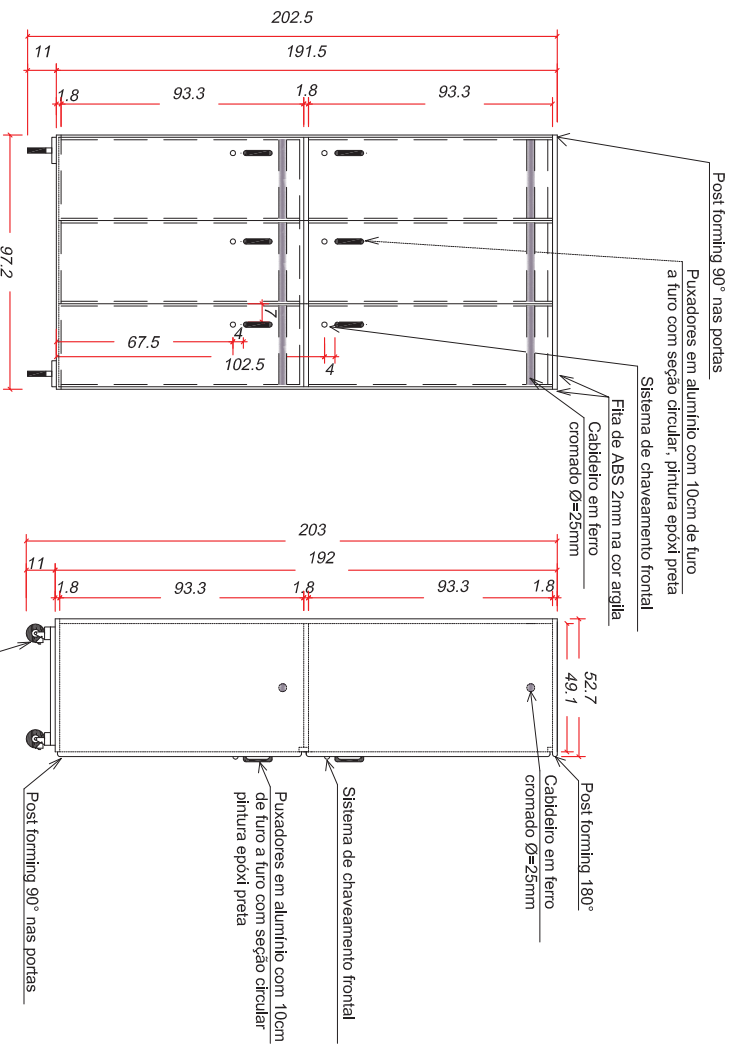 202.5
11
191.5
1.8
93.3
1.8
93.3
97.2
67.5
4
102.5
7
4
Post forming 90° nas portas
Puxadores em alumínio com 10cm de furo
a furo com seção circular, pintura epóxi preta
Sistema de chaveamento frontal
Fita de ABS 2mm na cor argila
Cabideiro em ferro
cromado Ø=25mm
203
11
192
1.8
93.3
1.8
93.3
1.8
52.7
49.1
Post forming 180°
Cabideiro em ferro
cromado Ø=25mm
Sistema de chaveamento frontal
Puxadores em alumínio com 10cm
de furo a furo com seção circular
pintura epóxi preta
Post forming 90° nas portas